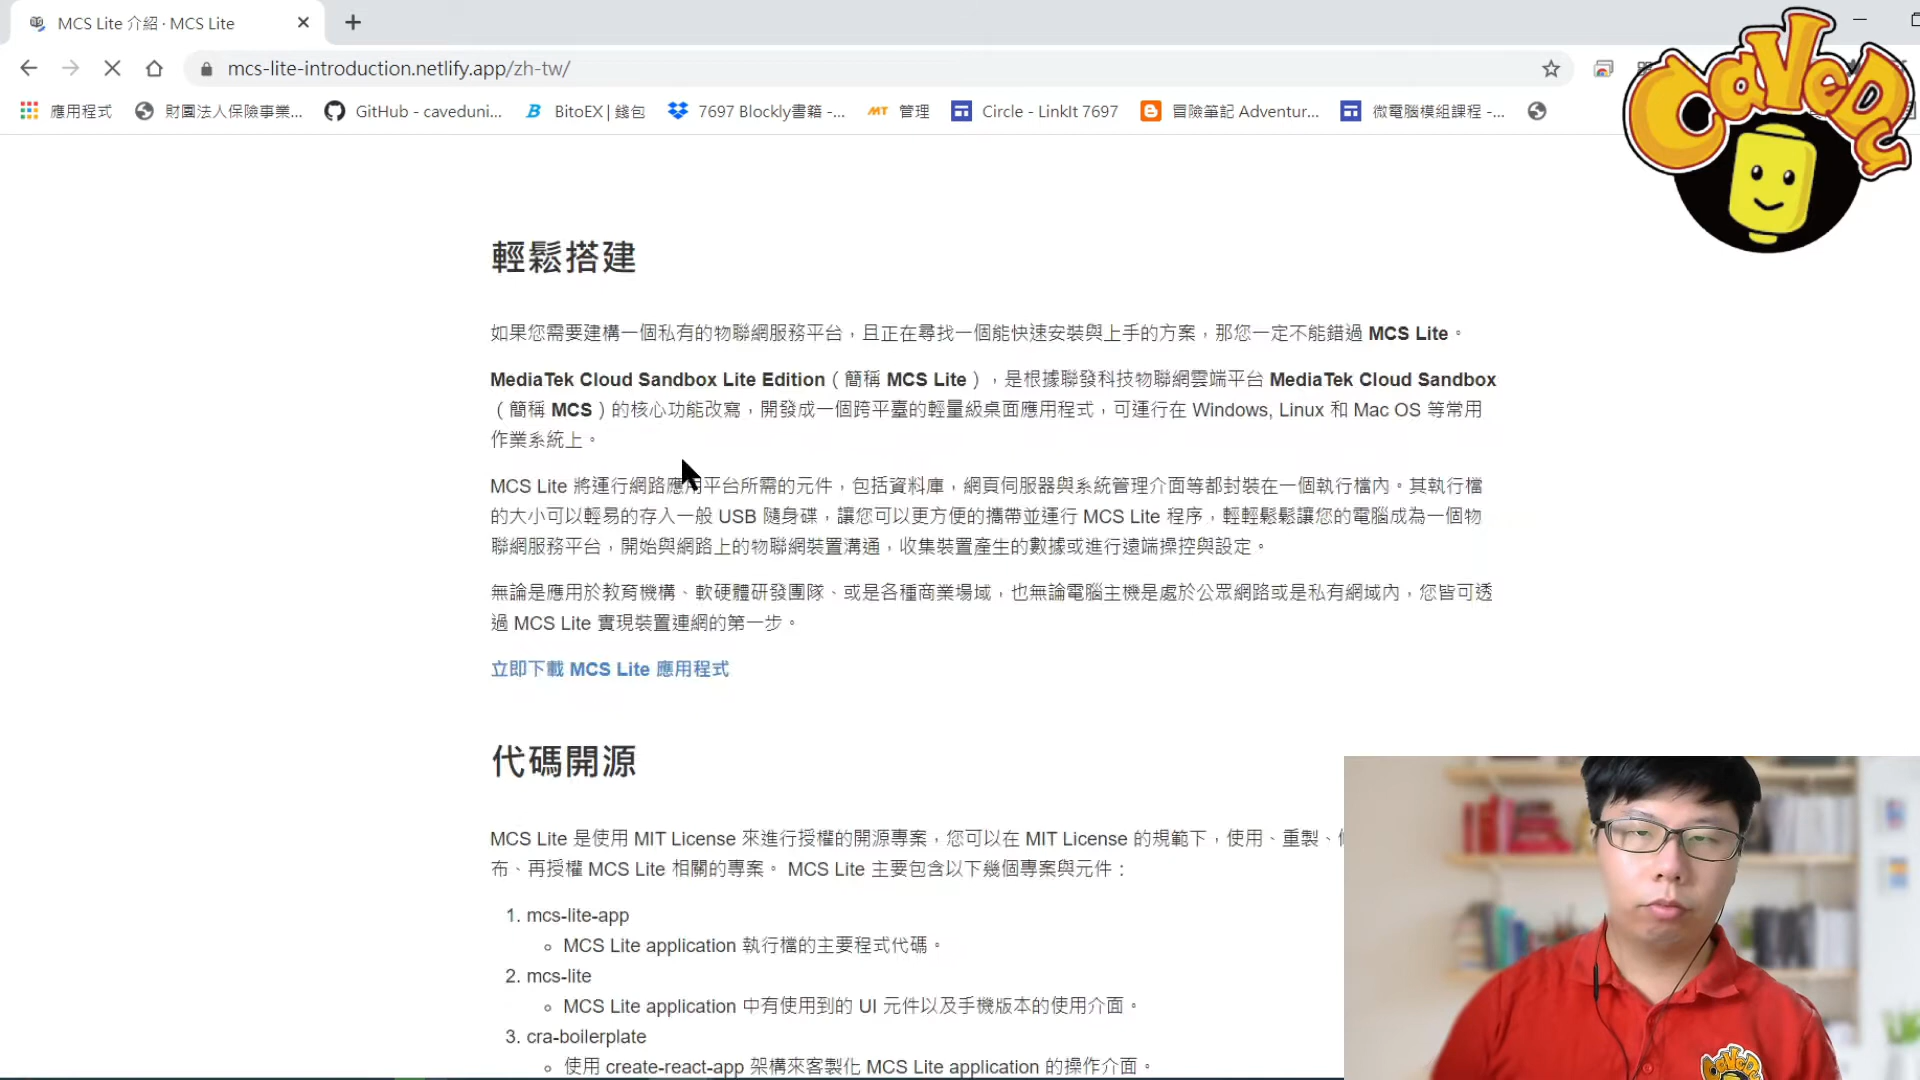 MCS Lite 介紹 · MCS Lite
mcs-lite-introduction.netlify.app/zh-tw/
應用程式
財團法人保險事業...
GitHub - caveduni...
BitoEX | 錢包
7697 Blockly書籍 -...
管理
Circle - LinkIt 7697
冒險筆記 Adventur...
微電腦模組課程 -...
CAVEDU
輕鬆搭建
如果您需要建構一個私有的物聯網服務平台，且正在尋找一個能快速安裝與上手的方案，那您一定不能錯過 MCS Lite。
MediaTek Cloud Sandbox Lite Edition（簡稱 MCS Lite），是根據聯發科技物聯網雲端平台 MediaTek Cloud Sandbox
（簡稱 MCS）的核心功能改寫，開發成一個跨平臺的輕量級桌面應用程式，可運行在 Windows, Linux 和 Mac OS 等常用
作業系統上。
MCS Lite 將運行網路應用平台所需的元件，包括資料庫，網頁伺服器與系統管理介面等都封裝在一個執行檔內。其執行檔
的大小可以輕易的存入一般 USB 隨身碟，讓您可以更方便的攜帶並運行 MCS Lite 程序，輕輕鬆鬆讓您的電腦成為一個物
聯網服務平台，開始與網路上的物聯網裝置溝通，收集裝置產生的數據或進行遠端操控與設定。
無論是應用於教育機構、軟硬體研發團隊、或是各種商業場域，也無論電腦主機是處於公眾網路或是私有網域內，您皆可透
過 MCS Lite 實現裝置連網的第一步。
立即下載 MCS Lite 應用程式
代碼開源
MCS Lite 是使用 MIT License 來進行授權的開源專案，您可以在 MIT License 的規範下，使用、重製、
布、再授權 MCS Lite 相關的專案。 MCS Lite 主要包含以下幾個專案與元件：
1. mcs-lite-app
◦ MCS Lite application 執行檔的主要程式代碼。
2. mcs-lite
◦ MCS Lite application 中有使用到的 UI 元件以及手機版本的使用介面。
3. cra-boilerplate
◦ 使用 create-react-app 架構來客製化 MCS Lite application 的操作介面。